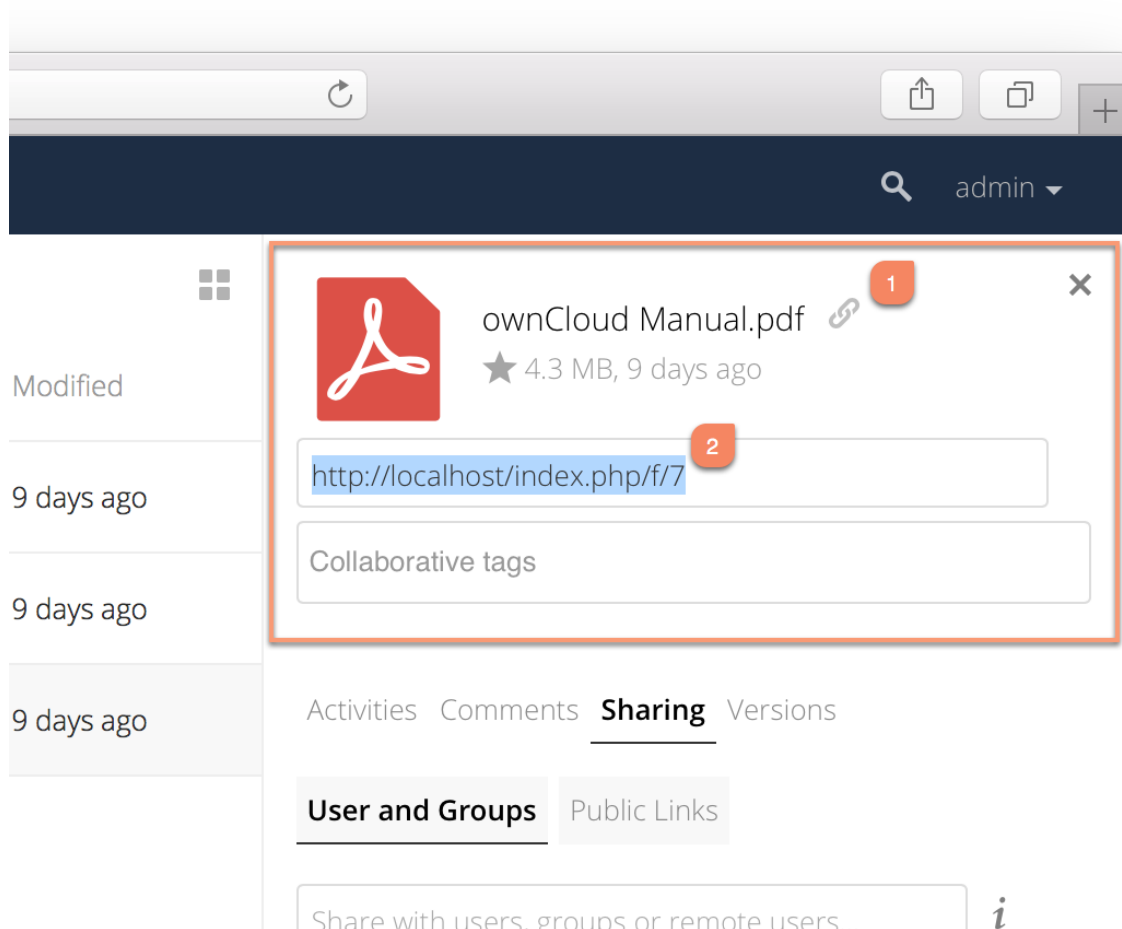 admin
1
ownCloud Manual.pdf
4.3 MB, 9 days ago
Modified
2
http://localhost/index.php/f/7
9 days ago
Collaborative tags
9 days ago
9 days ago
Activities Comments Sharing Versions
User and Groups Public Links
Share with users, groups or remote users
i